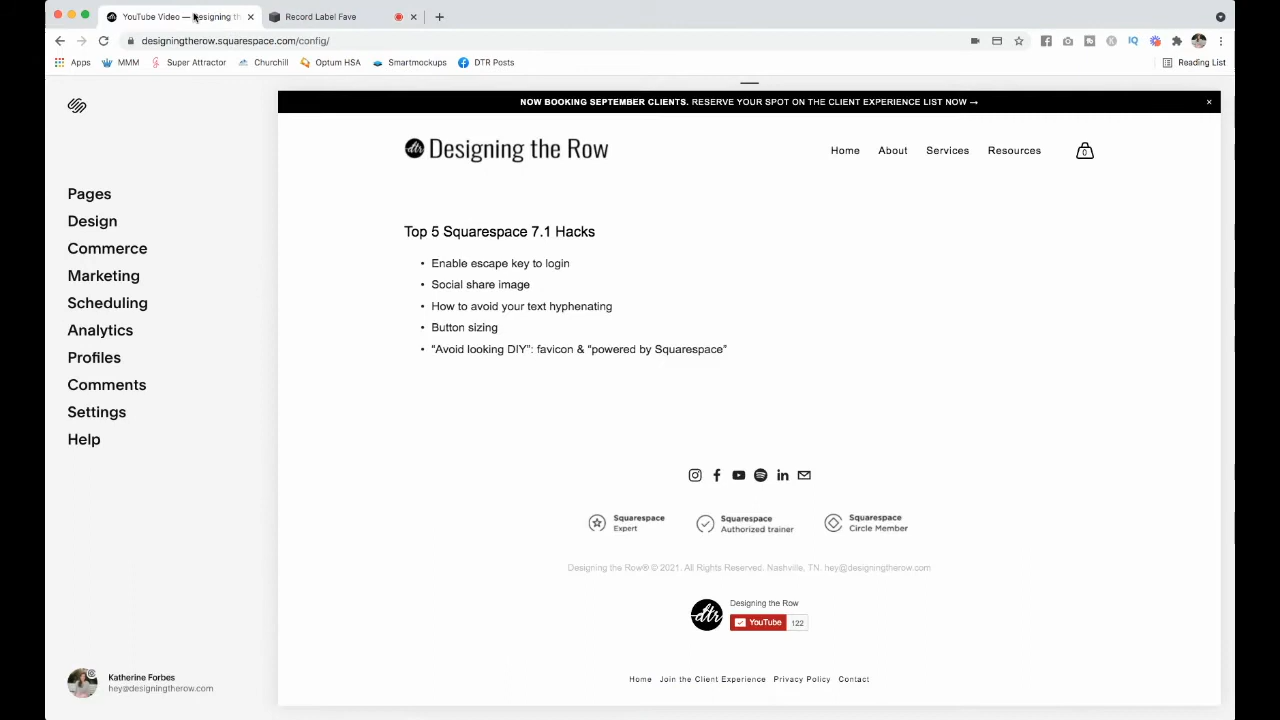 YouTube Video — Designing th
Record Label Fave
designingtherow.squarespace.com/config/
Apps
MMM
Super Attractor
Churchill
Optum HSA
Smartmockups
DTR Posts
Reading List
NOW BOOKING SEPTEMBER CLIENTS. RESERVE YOUR SPOT ON THE CLIENT EXPERIENCE LIST NOW →
dtr Designing the Row
Home
About
Services
Resources
0
Pages
Design
Commerce
Marketing
Scheduling
Analytics
Profiles
Comments
Settings
Help
Top 5 Squarespace 7.1 Hacks
• Enable escape key to login
• Social share image
• How to avoid your text hyphenating
• Button sizing
• “Avoid looking DIY”: favicon & “powered by Squarespace”
Squarespace
Expert
Squarespace
Authorized trainer
Squarespace
Circle Member
Designing the Row® © 2021. All Rights Reserved. Nashville, TN. hey@designingtherow.com
dtr
Designing the Row
YouTube 122
Home
Join the Client Experience
Privacy Policy
Contact
Katherine Forbes
hey@designingtherow.com